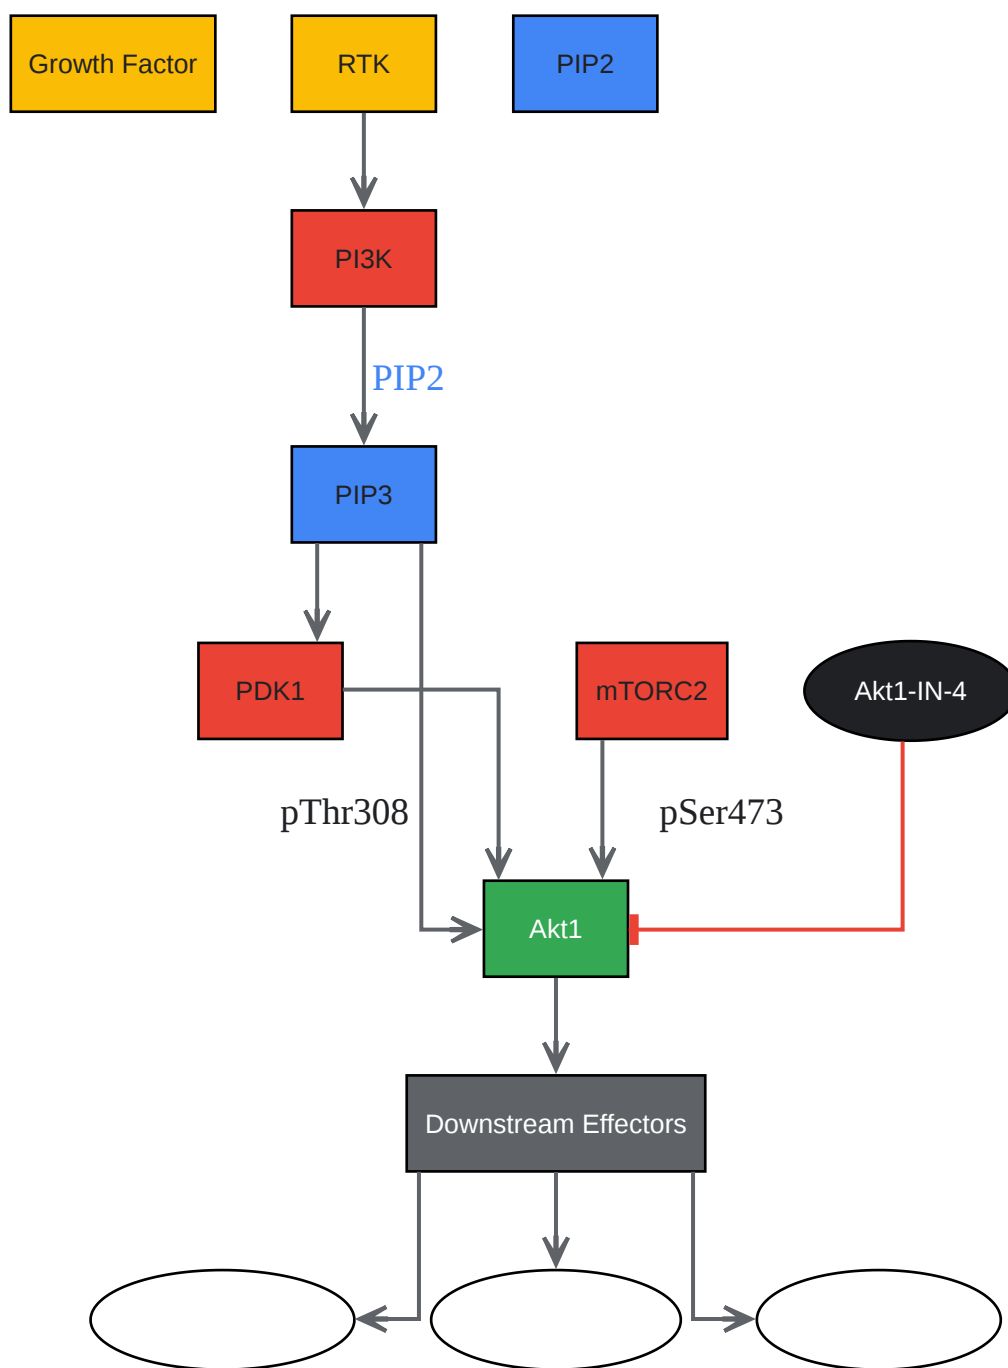 Growth Factor
RTK
PIP2
PI3K
PIP2
PIP3
PDK1
mTORC2
Akt1-IN-4
pThr308
pSer473
Akt1
Downstream Effectors